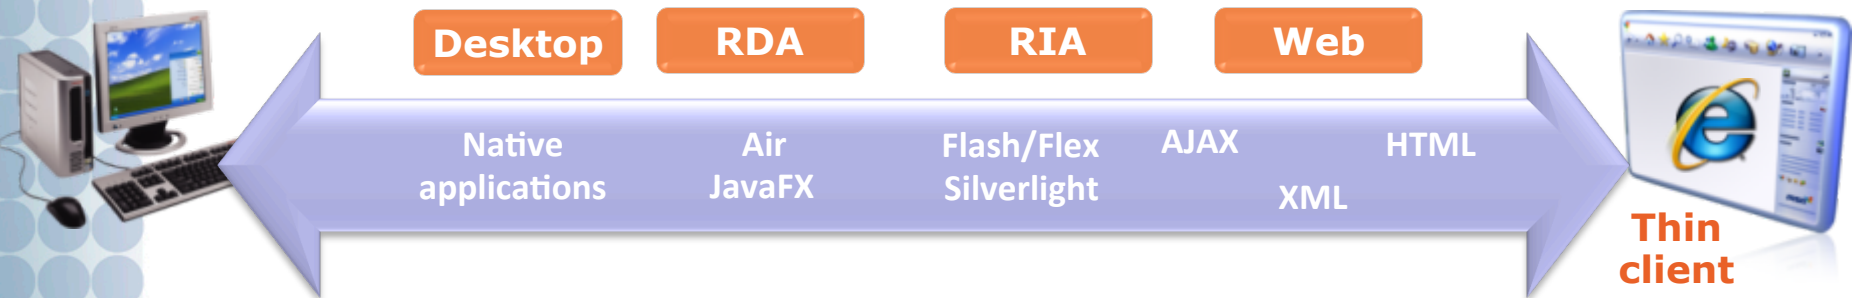 Desktop
RDA
RIA
Web
Native
applications
Air
JavaFX
Flash/Flex
Silverlight
AJAX
XML
HTML
Thin
client